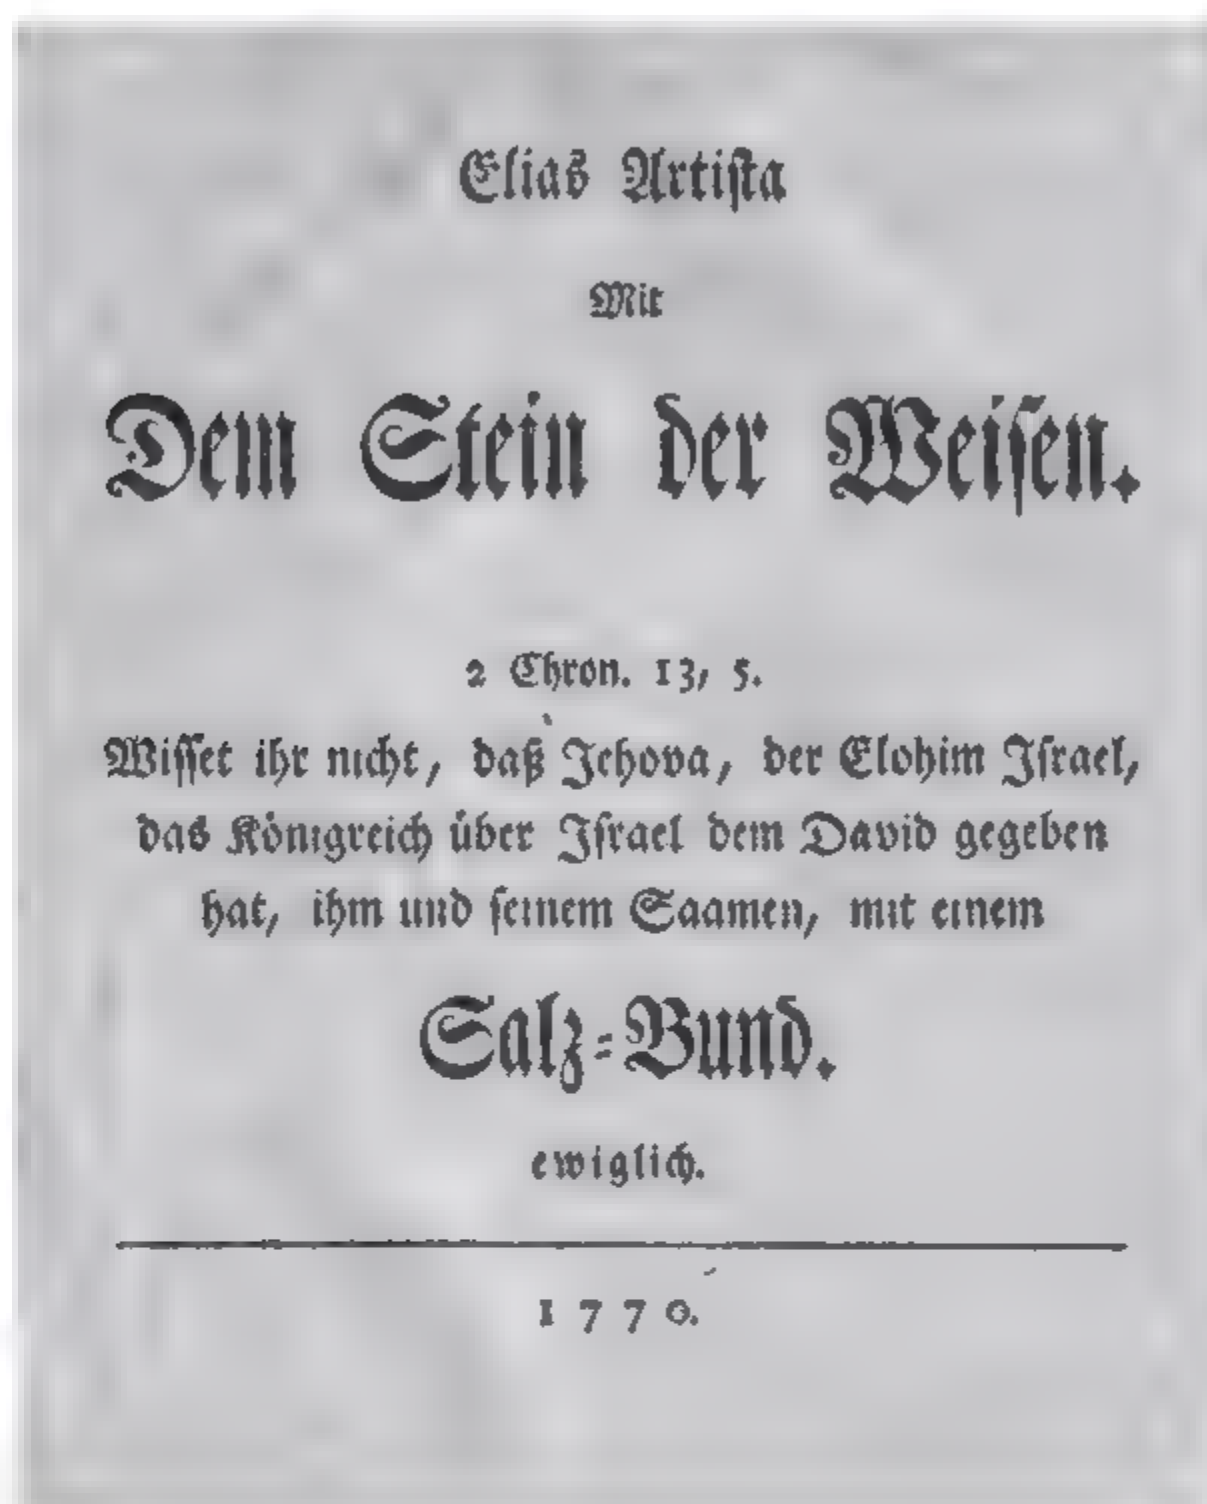 Elias Artista
Mit
Dem Stein der Weisen.
2 Chron. 13, 5.
Wisset ihr nicht, daß Jehova, der Elohim Israel,
das Königreich über Israel dem David gegeben
hat, ihm und seinem Saamen, mit einem
Salz-Bund.
ewiglich.
1770.